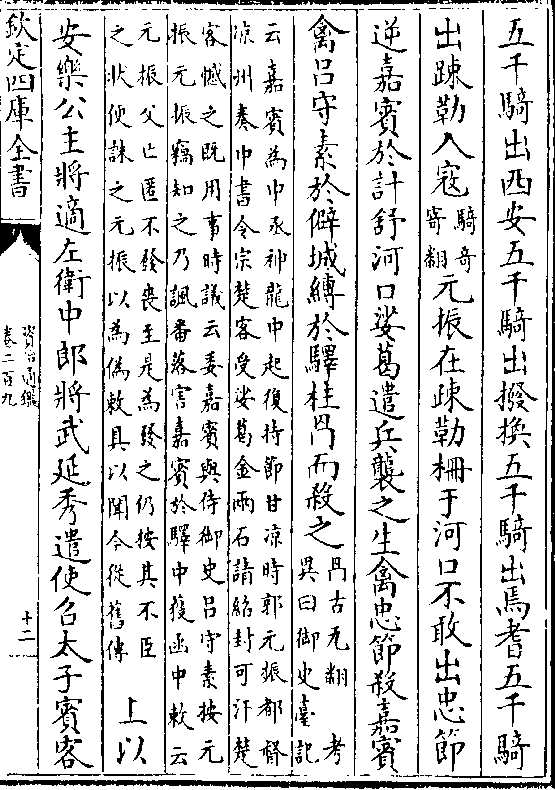 五千騎出西安五千騎出撥換五千騎出焉耆五千騎
出踈勒入寇騎奇
寄翻元振在踈勒柵于河口不敢出忠節
逆嘉賓於計舒河口娑葛遣兵襲之生禽忠節殺嘉賓
禽吕守素於僻城縛於驛柱冎而殺之冎古瓦翻 考
異曰御史臺記
云嘉賓為中丞神龍中起復持節甘凉時郭元振都督
凉州奏中書令宗楚客受娑葛金兩石請紹封可汗楚
客憾之既用事時議云委嘉賓與侍御史吕守素按元
振元振竊知之乃諷番落害嘉賓於驛中獲函中敕云
元振父亡匿不發喪至是為發之仍按其不臣
之狀便誅之元振以為偽敕具以聞今從舊傳
上以
安樂公主將適左衛中郎將武延秀遣使召太子賓客
欽定四庫全書
資治通鑑
卷二百九
十二